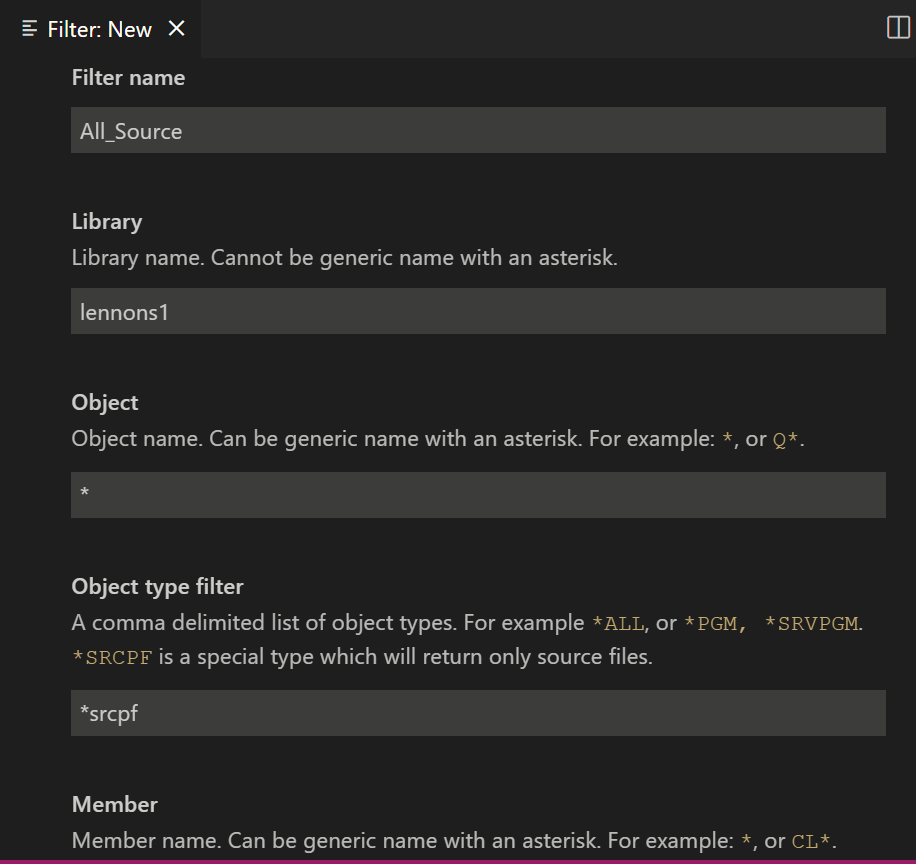 Filter: New
Filter name
All_Source
Library
Library name. Cannot be generic name with an asterisk.
lennons1
Object
Object name. Can be generic name with an asterisk. For example: *, or Q*.
*
Object type filter
A comma delimited list of object types. For example *ALL, or *PGM, *SRVPGM.
*SRCPF is a special type which will return only source files.
*srcpf
Member
Member name. Can be generic name with an asterisk. For example: *, or CL*.